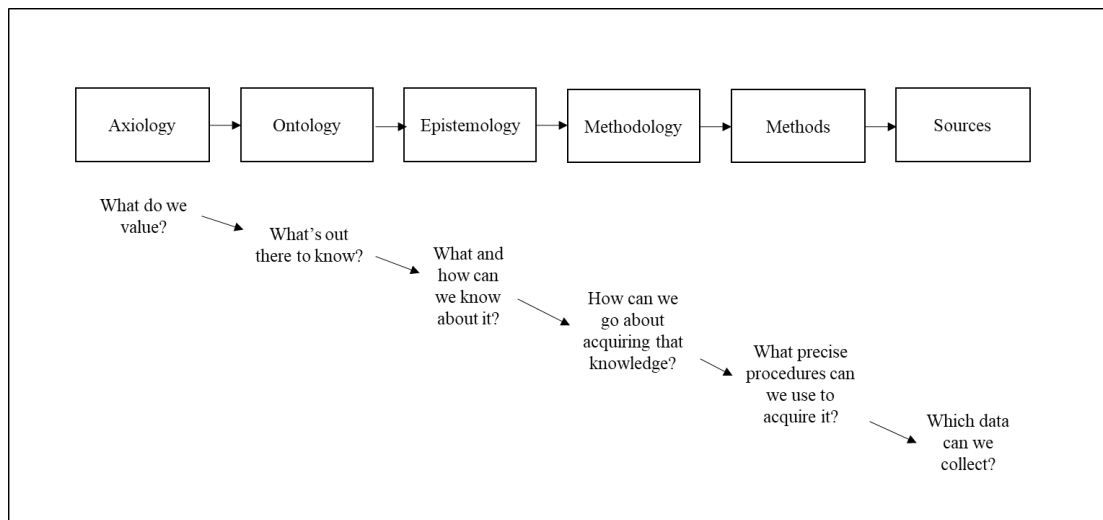 Axiology
Ontology
Epistemology
Methodology
Methods
Sources
What do we
value?
What’s out
there to know?
What and
how can
we know
about it?
How can we
go about
acquiring that
knowledge?
What precise
procedures can
we use to
acquire it?
Which data
can we
collect?